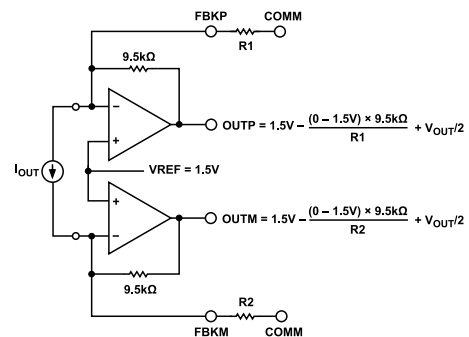 FBKP
COMM
R1
9.5kΩ
–
+
OUTP = 1.5V – (0 – 1.5V) × 9.5kΩ / R1 + VOUT/2
IOUT
VREF = 1.5V
+
–
OUTM = 1.5V – (0 – 1.5V) × 9.5kΩ / R2 + VOUT/2
9.5kΩ
R2
FBKM
COMM